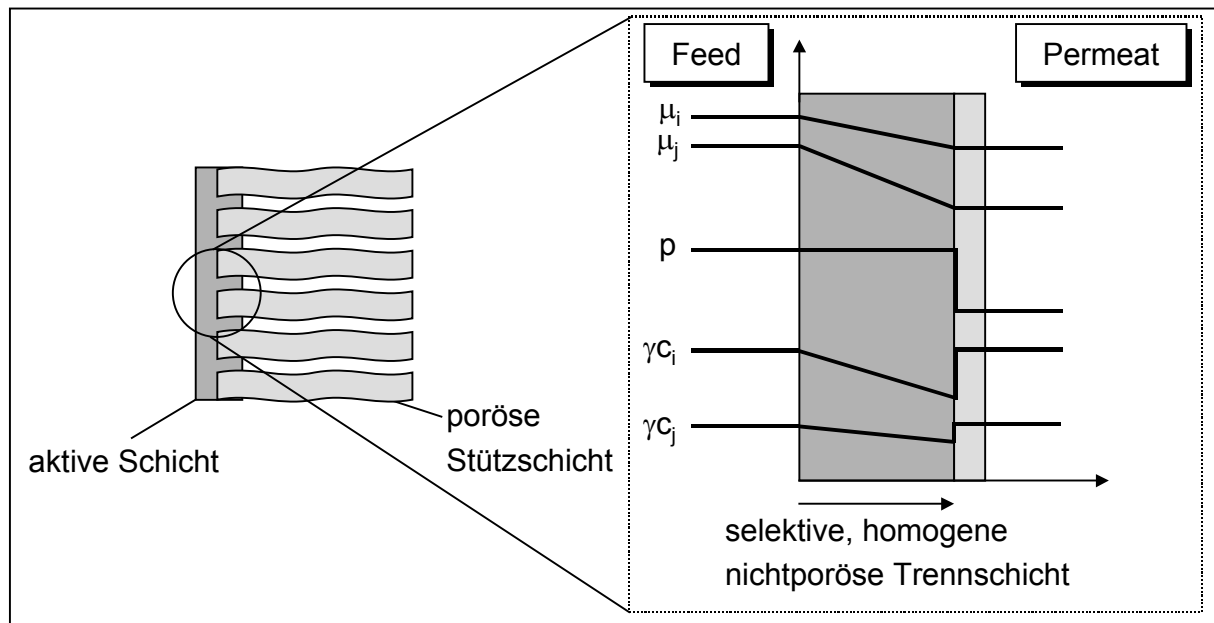 Feed
Permeat
μi
μj
p
γci
γcj
poröse
Stützschicht
aktive Schicht
selektive, homogene
nichtporöse Trennschicht